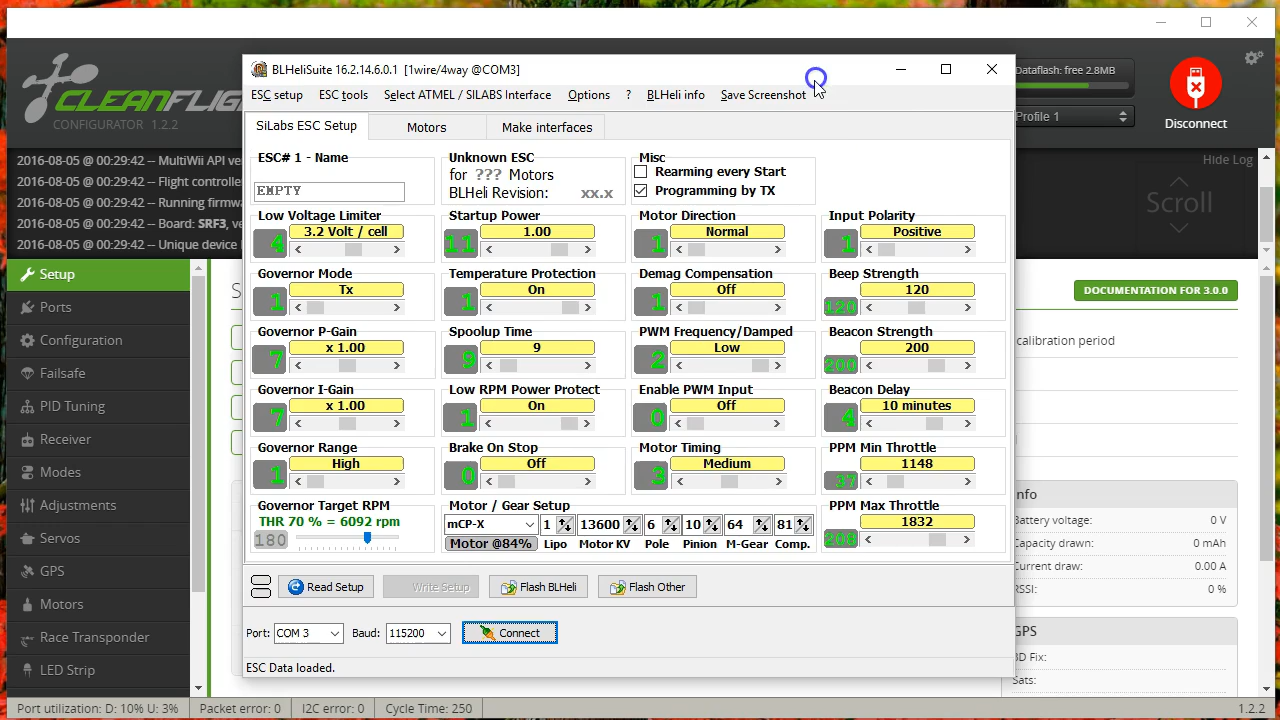 BLHeliSuite 16.2.14.6.0.1 [1wire/4way @COM3]
ESC setup ESC tools Select ATMEL / SILABS Interface Options ? BLHeli info Save Screenshot
SiLabs ESC Setup Motors Make interfaces
ESC# 1 - Name
EMPTY
Unknown ESC
for ??? Motors
BLHeli Revision: xx.x
Misc
Rearming every Start
Programming by TX
Low Voltage Limiter
4 3.2 Volt / cell
Startup Power
11 1.00
Motor Direction
1 Normal
Input Polarity
1 Positive
Governor Mode
1 Tx
Temperature Protection
1 On
Demag Compensation
1 Off
Beep Strength
120 120
Governor P-Gain
7 x 1.00
Spoolup Time
9 9
PWM Frequency/Damped
2 Low
Beacon Strength
200 200
Governor I-Gain
7 x 1.00
Low RPM Power Protect
1 On
Enable PWM Input
0 Off
Beacon Delay
4 10 minutes
Governor Range
1 High
Brake On Stop
0 Off
Motor Timing
3 Medium
PPM Min Throttle
37 1148
Governor Target RPM
THR 70 % = 6092 rpm
180
Motor / Gear Setup
mCP-X 1 13600 6 10 64 81
Motor @84% Lipo Motor KV Pole Pinion M-Gear Comp.
PPM Max Throttle
208 1832
Read Setup Write Setup Flash BLHeli Flash Other
Port: COM 3 Baud: 115200 Connect
ESC Data loaded.
CLEANFLIG
CONFIGURATOR 1.2.2
Dataflash: free 2.8MB
Profile 1
Disconnect
2016-08-05 @ 00:29:42 -- MultiWii API ve
2016-08-05 @ 00:29:42 -- Flight controlle
2016-08-05 @ 00:29:42 -- Running firmwa
2016-08-05 @ 00:29:42 -- Board: SRF3, ve
2016-08-05 @ 00:29:42 -- Unique device
Hide Log
Scroll
Setup
Ports
Configuration
Failsafe
PID Tuning
Receiver
Modes
Adjustments
Servos
GPS
Motors
Race Transponder
LED Strip
S
DOCUMENTATION FOR 3.0.0
calibration period
nfo
Battery voltage: 0 V
Capacity drawn: 0 mAh
Current draw: 0.00 A
RSSI: 0 %
GPS
3D Fix:
Sats:
Port utilization: D: 10% U: 3% Packet error: 0 I2C error: 0 Cycle Time: 250 1.2.2